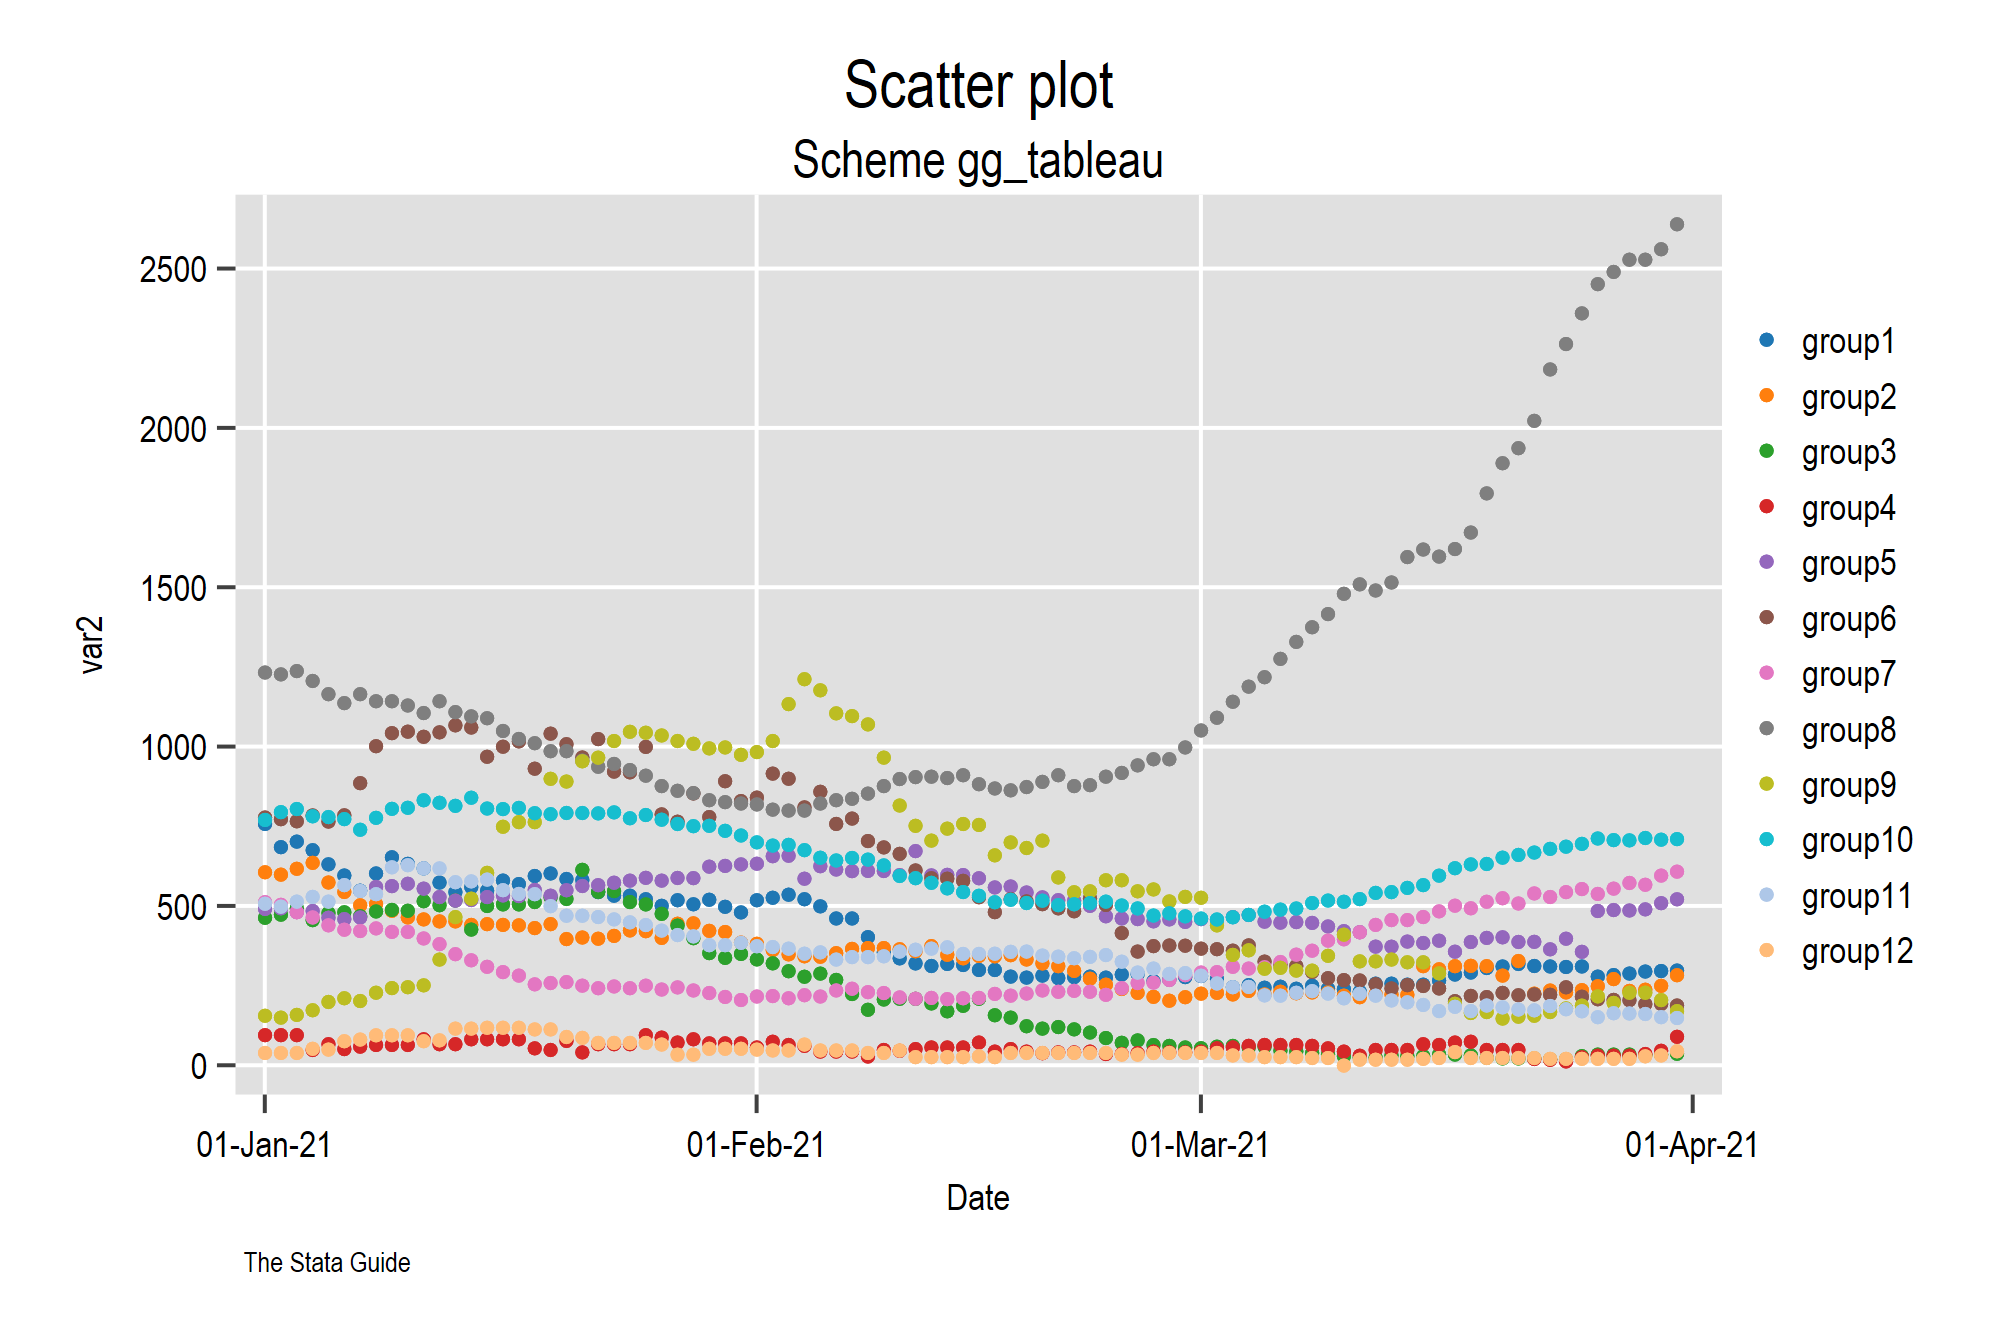 Scatter plot
Scheme gg_tableau
2500
2000
1500
1000
500
0
var2
01-Jan-21
01-Feb-21
01-Mar-21
01-Apr-21
Date
group1
group2
group3
group4
group5
group6
group7
group8
group9
group10
group11
group12
The Stata Guide